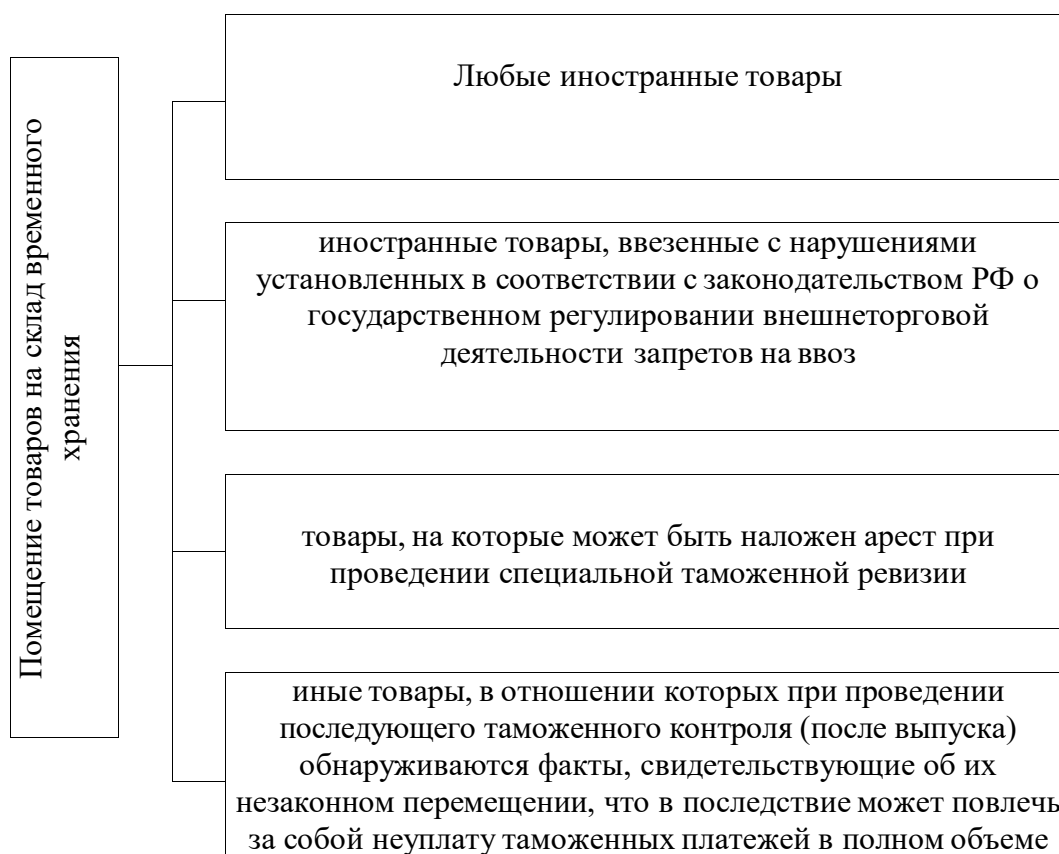 Помещение товаров на склад временного
хранения
Любые иностранные товары
иностранные товары, ввезенные с нарушениями
установленных в соответствии с законодательством РФ о
государственном регулировании внешнеторговой
деятельности запретов на ввоз
товары, на которые может быть наложен арест при
проведении специальной таможенной ревизии
иные товары, в отношении которых при проведении
последующего таможенного контроля (после выпуска)
обнаруживаются факты, свидетельствующие об их
незаконном перемещении, что в последствие может повлечь
за собой неуплату таможенных платежей в полном объеме